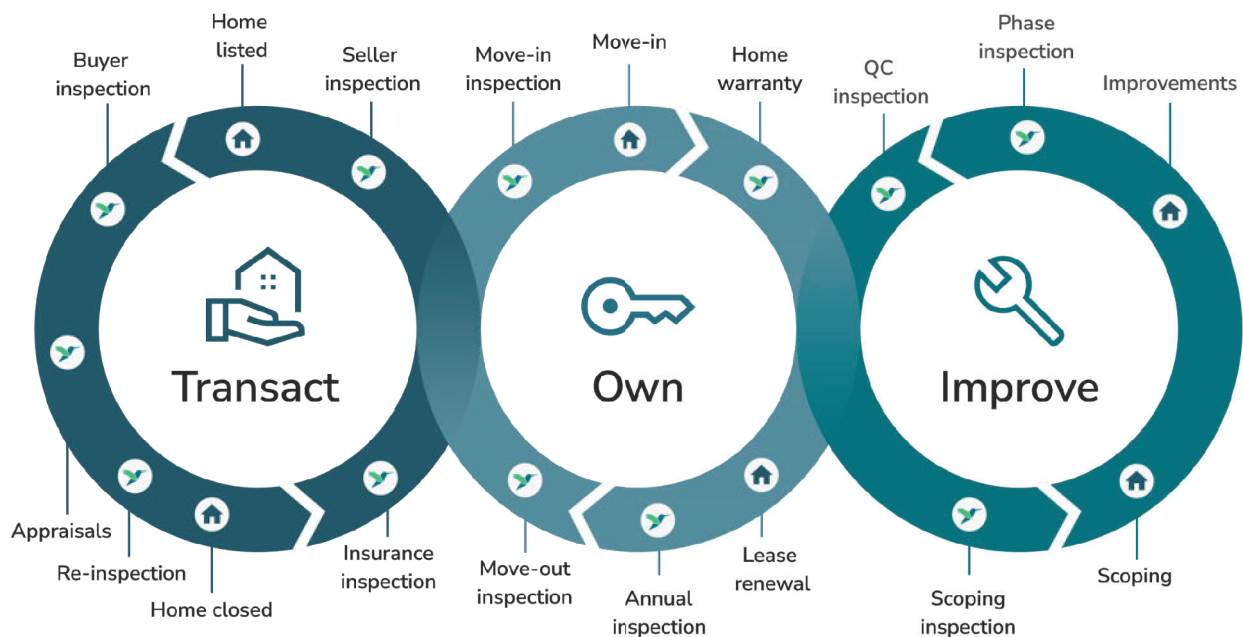 Home
listed
Buyer
inspection
Seller
inspection
Move-in
inspection
Move-in
Home
warranty
QC
inspection
Phase
inspection
Improvements
Transact
Own
Improve
Appraisals
Re-inspection
Home closed
Insurance
inspection
Move-out
inspection
Annual
inspection
Lease
renewal
Scoping
inspection
Scoping